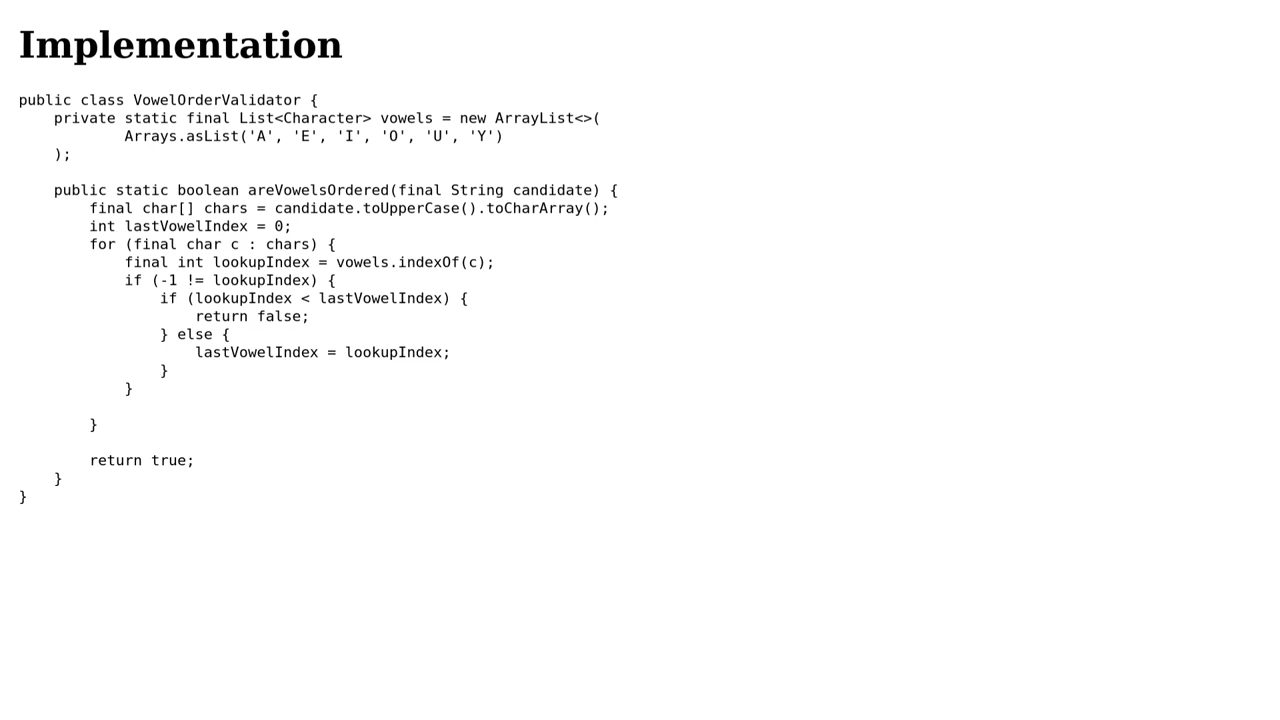 Implementation
public class VowelOrderValidator {
    private static final List<Character> vowels = new ArrayList<>(
            Arrays.asList('A', 'E', 'I', 'O', 'U', 'Y')
    );

    public static boolean areVowelsOrdered(final String candidate) {
        final char[] chars = candidate.toUpperCase().toCharArray();
        int lastVowelIndex = 0;
        for (final char c : chars) {
            final int lookupIndex = vowels.indexOf(c);
            if (-1 != lookupIndex) {
                if (lookupIndex < lastVowelIndex) {
                    return false;
                } else {
                    lastVowelIndex = lookupIndex;
                }
            }

        }

        return true;
    }
}